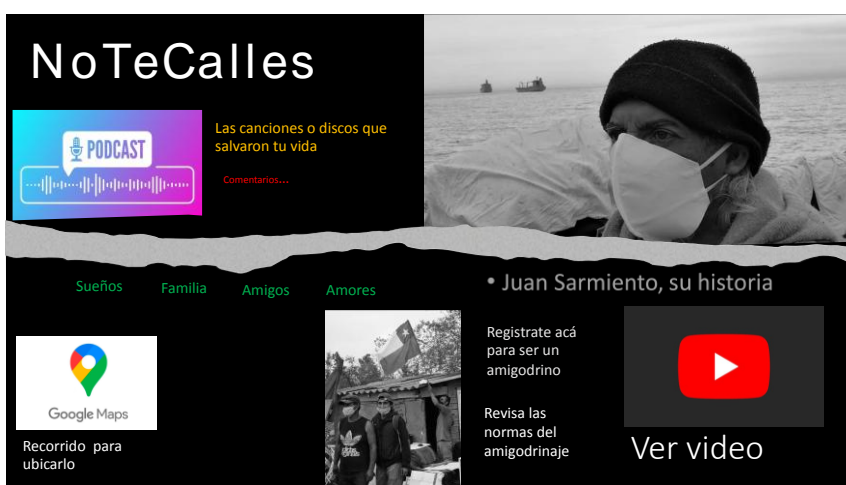 NoTeCalles
PODCAST
Las canciones o discos que
salvaron tu vida
Comentarios...
Sueños
Familia
Amigos
Amores
• Juan Sarmiento, su historia
Google Maps
Recorrido para
ubicarlo
adidas
Registrate acá
para ser un
amigodrino
Revisa las
normas del
amigodrinaje
Ver video